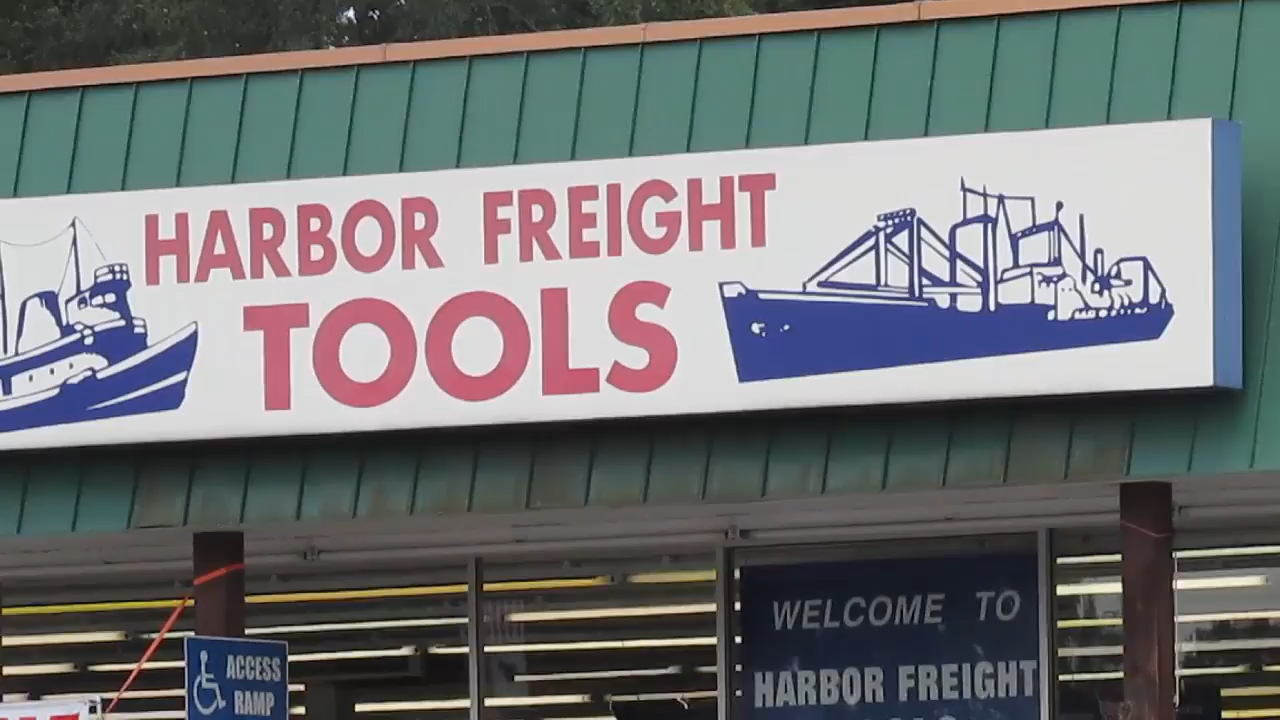 HARBOR FREIGHT
TOOLS
WELCOME TO
HARBOR FREIGHT
ACCESS
RAMP